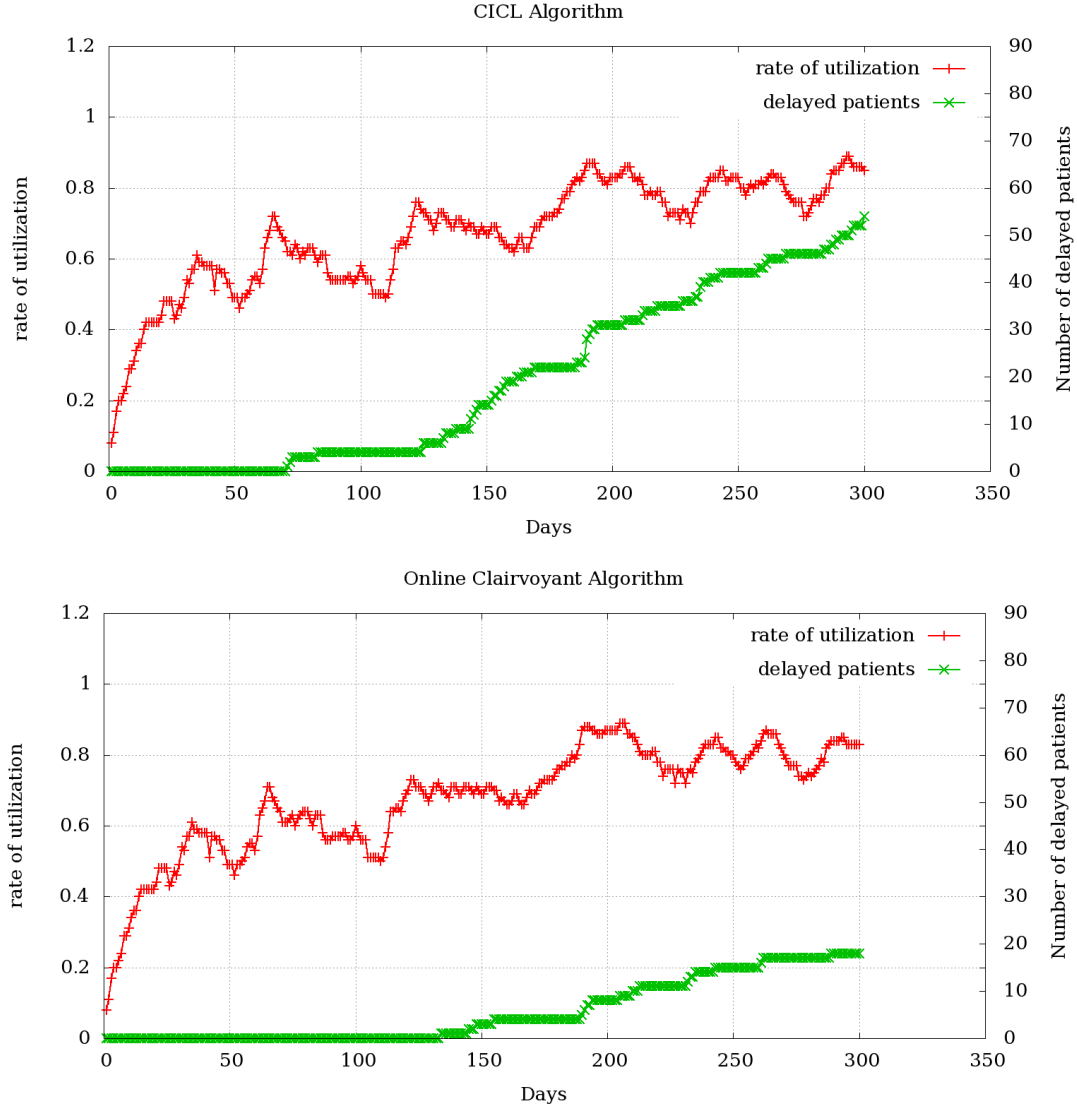 CICL Algorithm
1.2
1
0.8
0.6
0.4
0.2
0
90
80
70
60
50
40
30
20
10
0
rate of utilization
delayed patients
rate of utilization
Number of delayed patients
0 50 100 150 200 250 300 350
Days
Online Clairvoyant Algorithm
1.2
1
0.8
0.6
0.4
0.2
0
90
80
70
60
50
40
30
20
10
0
rate of utilization
delayed patients
rate of utilization
Number of delayed patients
0 50 100 150 200 250 300 350
Days